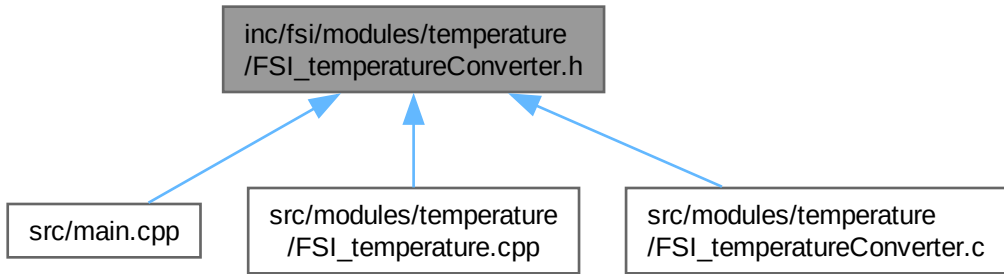 inc/fsi/modules/temperature
/FSI_temperatureConverter.h
src/main.cpp
src/modules/temperature
/FSI_temperature.cpp
src/modules/temperature
/FSI_temperatureConverter.c